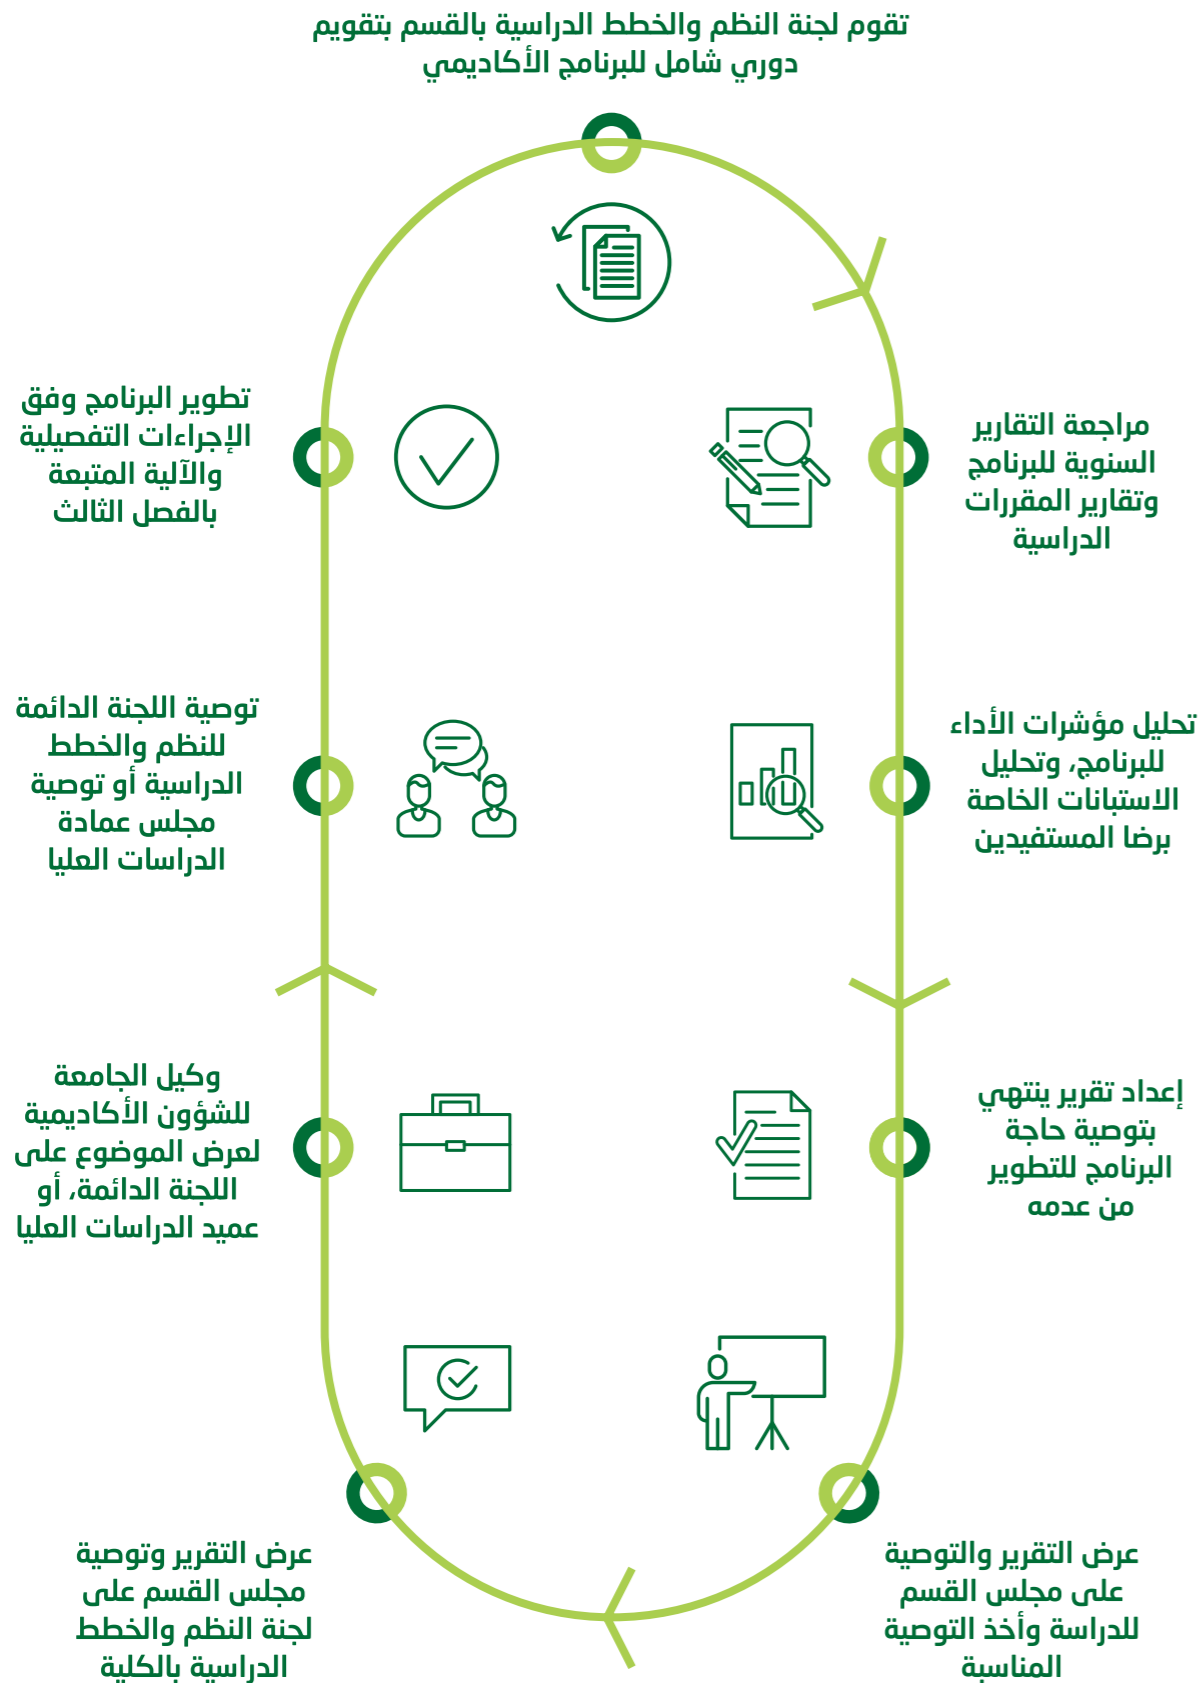 تقوم لجنة النظم والخطط الدراسية بالقسم بتقويم
دوري شامل للبرنامج الأكاديمي
مراجعة التقارير
السنوية للبرنامج
وتقارير المقررات
الدراسية
تحليل مؤشرات الأداء
للبرنامج، وتحليل
الاستبانات الخاصة
برضا المستفيدين
إعداد تقرير ينتهي
بتوصية حاجة
البرنامج للتطوير
من عدمه
عرض التقرير والتوصية
على مجلس القسم
للدراسة وأخذ التوصية
المناسبة
عرض التقرير وتوصية
مجلس القسم على
لجنة النظم والخطط
الدراسية بالكلية
وكيل الجامعة
للشؤون الأكاديمية
لعرض الموضوع على
اللجنة الدائمة، أو
عميد الدراسات العليا
توصية اللجنة الدائمة
للنظم والخطط
الدراسية أو توصية
مجلس عمادة
الدراسات العليا
تطوير البرنامج وفق
الإجراءات التفصيلية
والآلية المتبعة
بالفصل الثالث